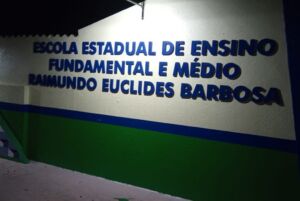 ESCOLA ESTADUAL DE ENSINO
FUNDAMENTAL E MÉDIO
RAIMUNDO EUCLIDES BARBOSA